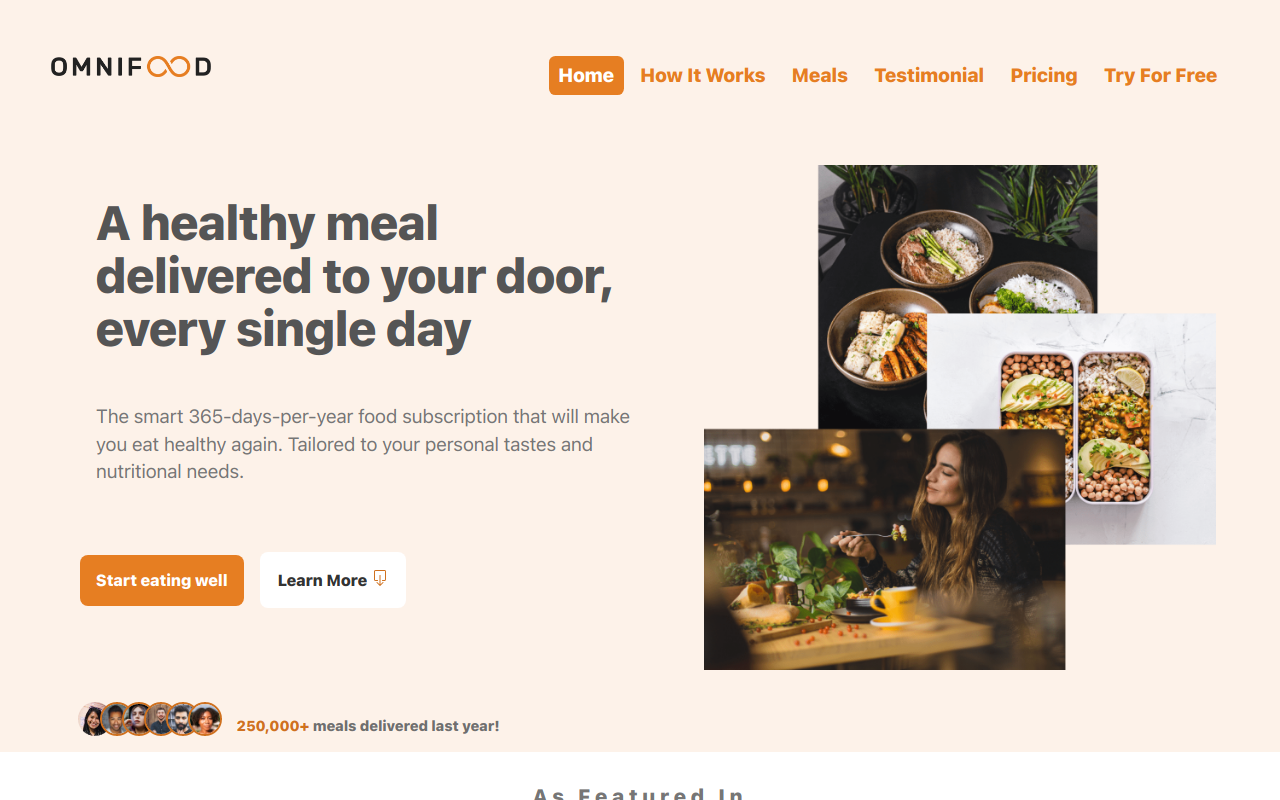 OMNIFOOD
Home How It Works Meals Testimonial Pricing Try For Free
A healthy meal
delivered to your door,
every single day
The smart 365-days-per-year food subscription that will make
you eat healthy again. Tailored to your personal tastes and
nutritional needs.
Start eating well Learn More
250,000+ meals delivered last year!
As Featured In